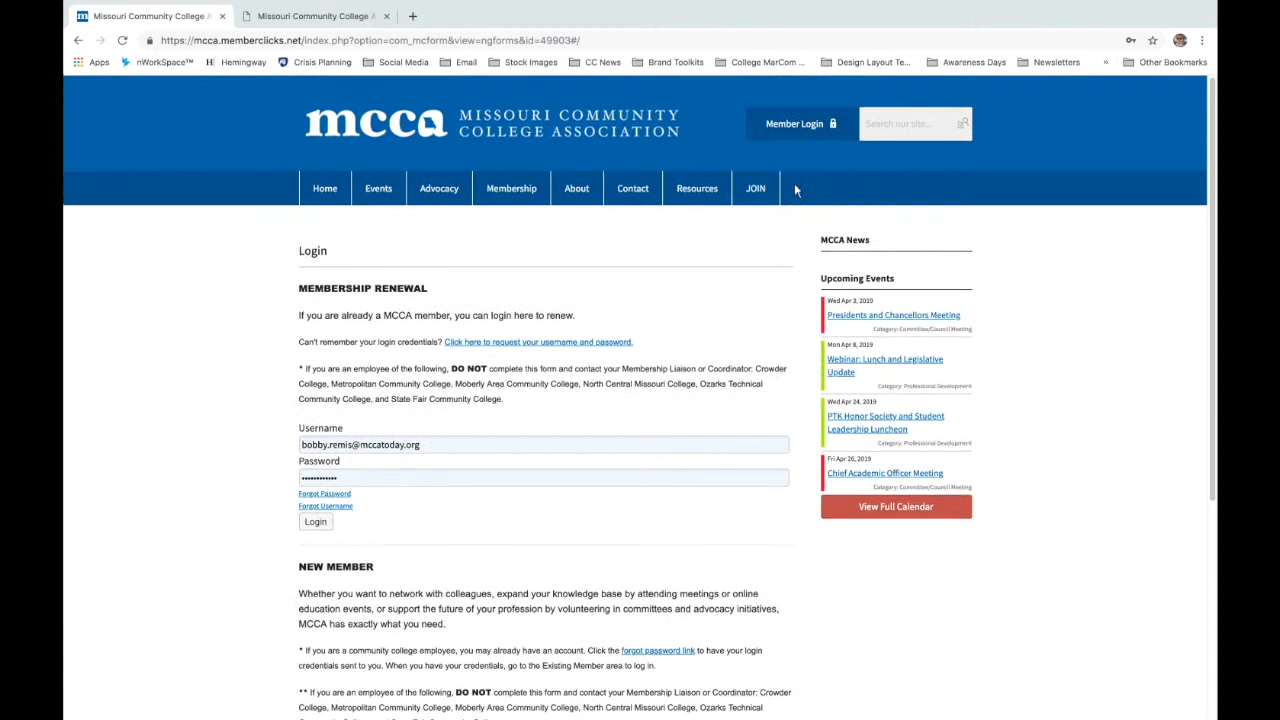 Missouri Community College A
Missouri Community College A
https://mcca.memberclicks.net/index.php?option=com_mcform&view=ngforms&id=49903#/
Apps nWorkSpace™ Hemingway Crisis Planning Social Media Email Stock Images CC News Brand Toolkits College MarCom ... Design Layout Te... Awareness Days Newsletters » Other Bookmarks
mcca MISSOURI COMMUNITY
COLLEGE ASSOCIATION
Member Login
Search our site...
Home Events Advocacy Membership About Contact Resources JOIN
Login
MEMBERSHIP RENEWAL
If you are already a MCCA member, you can login here to renew.
Can't remember your login credentials? Click here to request your username and password.
* If you are an employee of the following, DO NOT complete this form and contact your Membership Liaison or Coordinator: Crowder
College, Metropolitan Community College, Moberly Area Community College, North Central Missouri College, Ozarks Technical
Community College, and State Fair Community College.
Username
bobby.remis@mccatoday.org
Password
••••••••••••
Forgot Password
Forgot Username
Login
NEW MEMBER
Whether you want to network with colleagues, expand your knowledge base by attending meetings or online
education events, or support the future of your profession by volunteering in committees and advocacy initiatives,
MCCA has exactly what you need.
* If you are a community college employee, you may already have an account. Click the forgot password link to have your login
credentials sent to you. When you have your credentials, go to the Existing Member area to log in.
** If you are an employee of the following, DO NOT complete this form and contact your Membership Liaison or Coordinator: Crowder
College, Metropolitan Community College, Moberly Area Community College, North Central Missouri College, Ozarks Technical
MCCA News
Upcoming Events
Wed Apr 3, 2019
Presidents and Chancellors Meeting
Category: Committee/Council Meeting
Mon Apr 8, 2019
Webinar: Lunch and Legislative
Update
Category: Professional Development
Wed Apr 24, 2019
PTK Honor Society and Student
Leadership Luncheon
Category: Professional Development
Fri Apr 26, 2019
Chief Academic Officer Meeting
Category: Committee/Council Meeting
View Full Calendar